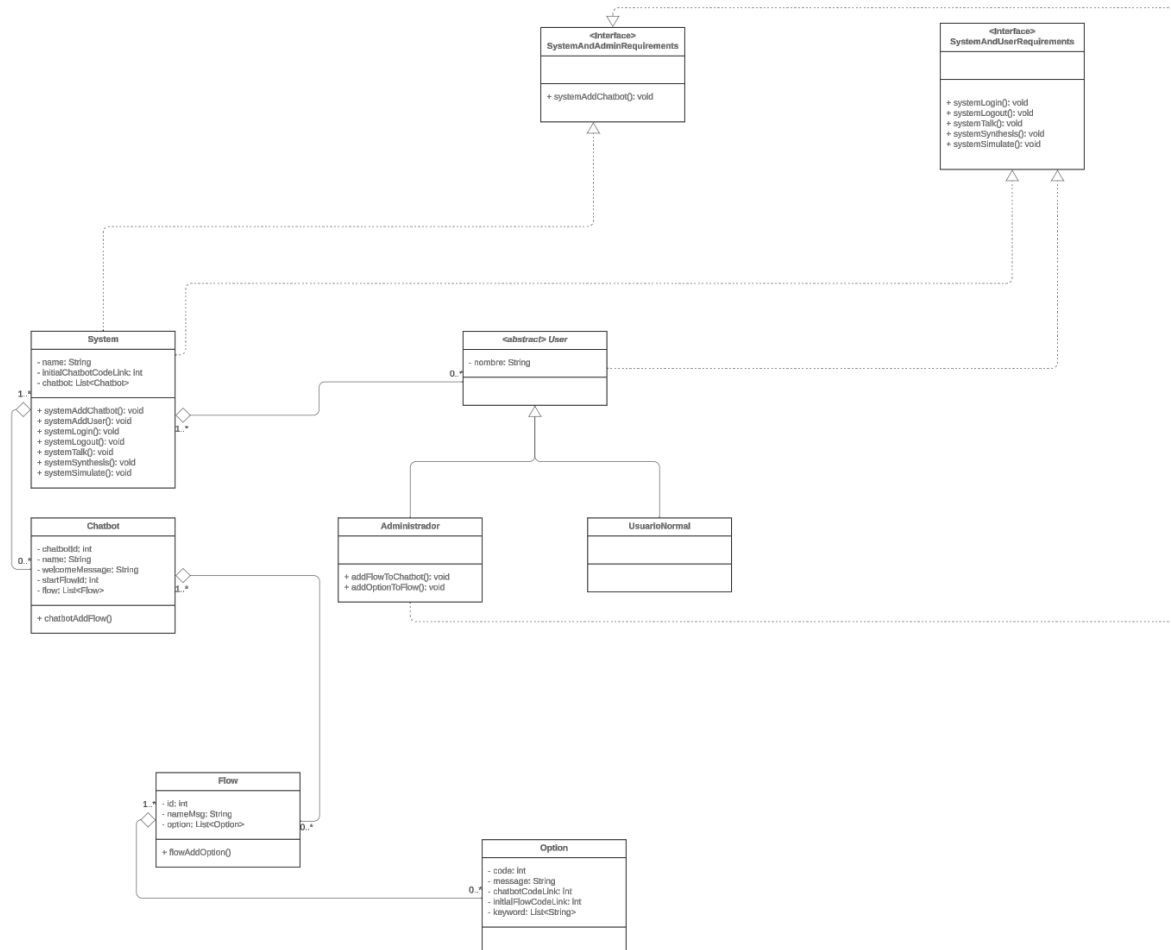 <Interface>
SystemAndAdminRequirements
+ systemAddChatbot(): void
<Interface>
SystemAndUserRequirements
+ systemLogin(): void
+ systemLogout(): void
+ systemTalk(): void
+ systemSynthesis(): void
+ systemSimulate(): void
System
- name: String
- initialChatbotCodeLink: int
- chatbot: List<Chatbot>
+ systemAddChatbot(): void
+ systemAddUser(): void
+ systemLogin(): void
+ systemLogout(): void
+ systemTalk(): void
+ systemSynthesis(): void
+ systemSimulate(): void
1..*
1..*
<abstract> User
- nombre: String
0..*
Chatbot
- chatbotId: int
- name: String
- welcomeMessage: String
- startFlowId: int
- flow: List<Flow>
+ chatbotAddFlow()
0..*
1..*
Administrador
+ addFlowToChatbot(): void
+ addOptionToFlow(): void
UsuarioNormal
Flow
- id: int
- nameMsg: String
- option: List<Option>
+ flowAddOption()
1..*
0..*
Option
- code: int
- message: String
- chatbotCodeLink: int
- initialFlowCodeLink: int
- keyword: List<String>
0..*